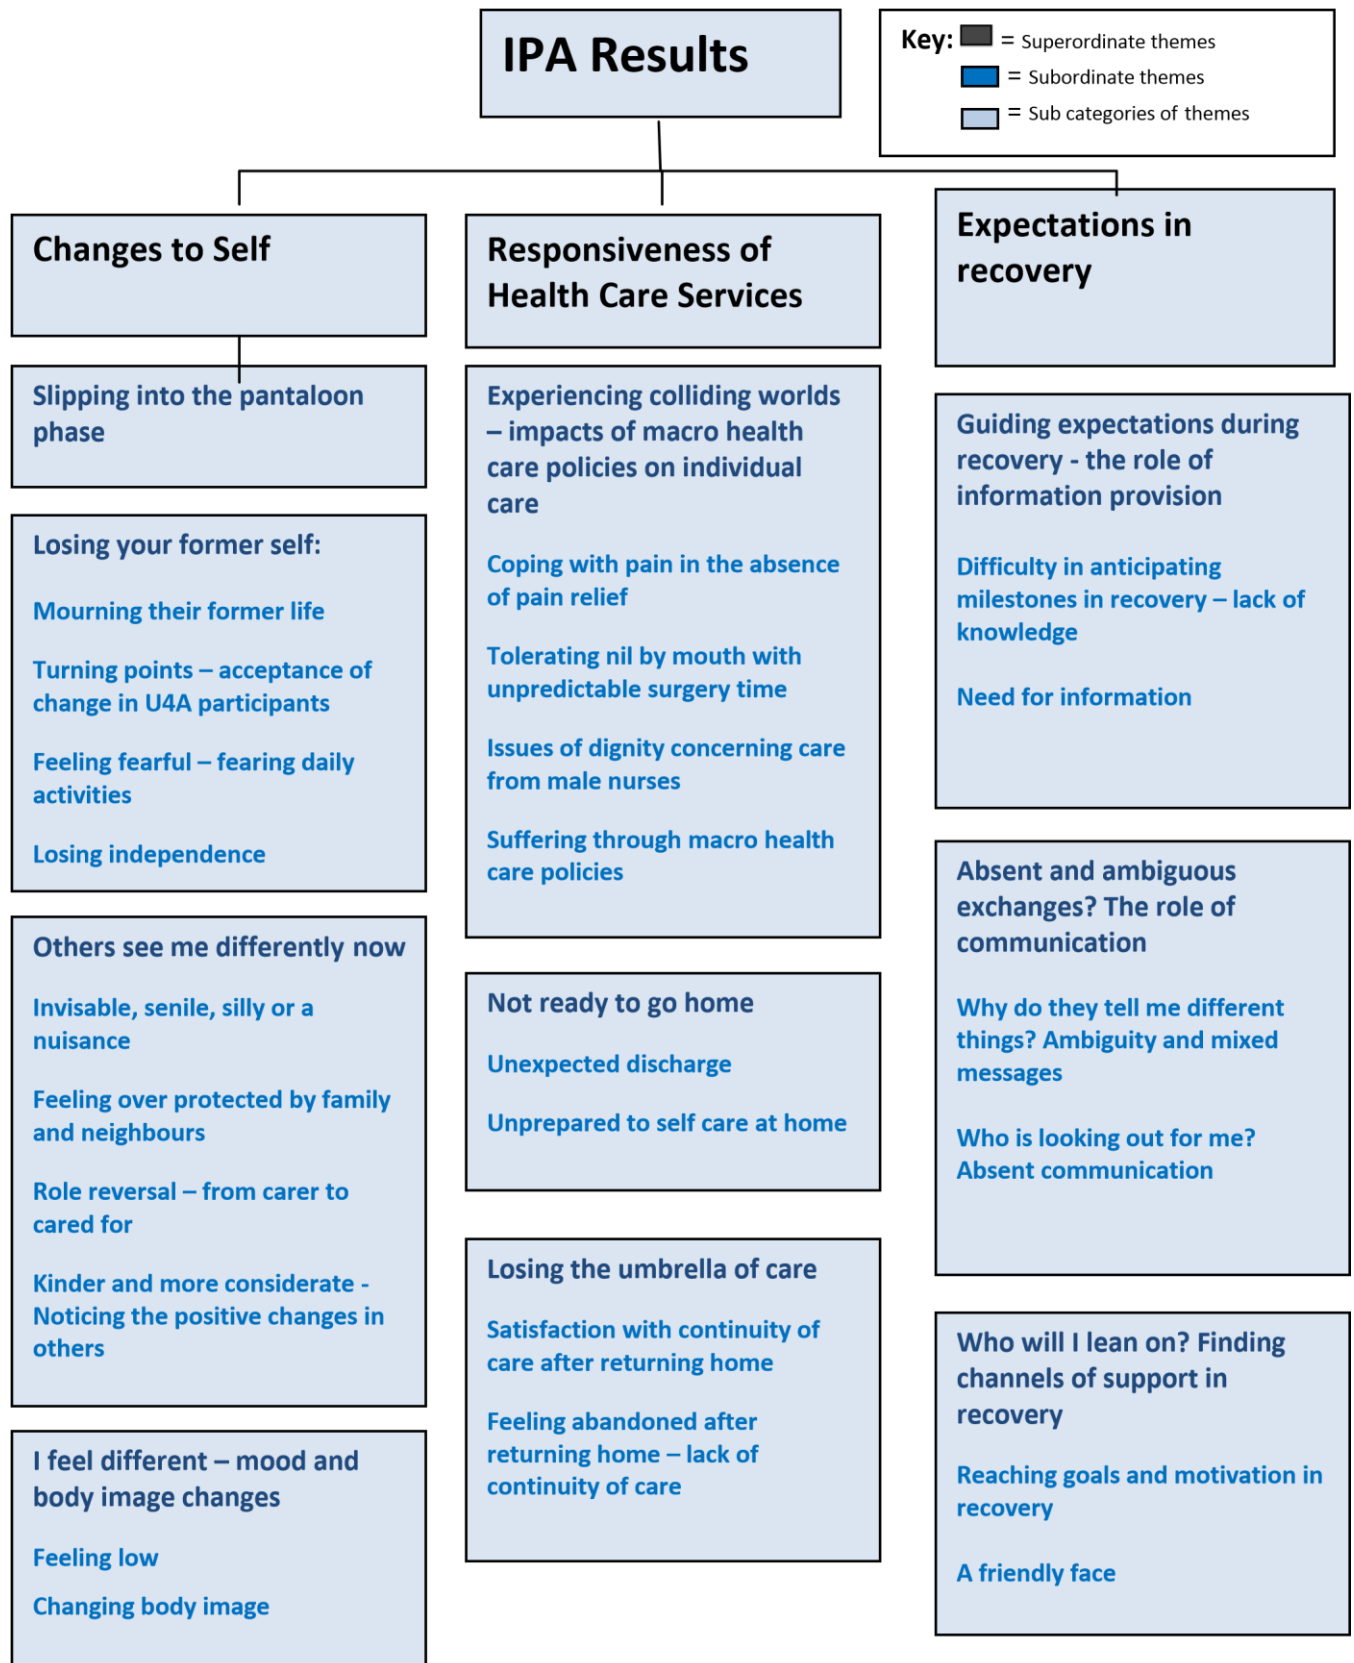 IPA Results
Key:
= Superordinate themes
= Subordinate themes
= Sub categories of themes
Changes to Self
Slipping into the pantaloon
phase
Losing your former self:
Mourning their former life
Turning points – acceptance of
change in U4A participants
Feeling fearful – fearing daily
activities
Losing independence
Others see me differently now
Invisable, senile, silly or a
nuisance
Feeling over protected by family
and neighbours
Role reversal – from carer to
cared for
Kinder and more considerate -
Noticing the positive changes in
others
I feel different – mood and
body image changes
Feeling low
Changing body image
Responsiveness of
Health Care Services
Experiencing colliding worlds
– impacts of macro health
care policies on individual
care
Coping with pain in the absence
of pain relief
Tolerating nil by mouth with
unpredictable surgery time
Issues of dignity concerning care
from male nurses
Suffering through macro health
care policies
Not ready to go home
Unexpected discharge
Unprepared to self care at home
Losing the umbrella of care
Satisfaction with continuity of
care after returning home
Feeling abandoned after
returning home – lack of
continuity of care
Expectations in
recovery
Guiding expectations during
recovery - the role of
information provision
Difficulty in anticipating
milestones in recovery – lack of
knowledge
Need for information
Absent and ambiguous
exchanges? The role of
communication
Why do they tell me different
things? Ambiguity and mixed
messages
Who is looking out for me?
Absent communication
Who will I lean on? Finding
channels of support in
recovery
Reaching goals and motivation in
recovery
A friendly face